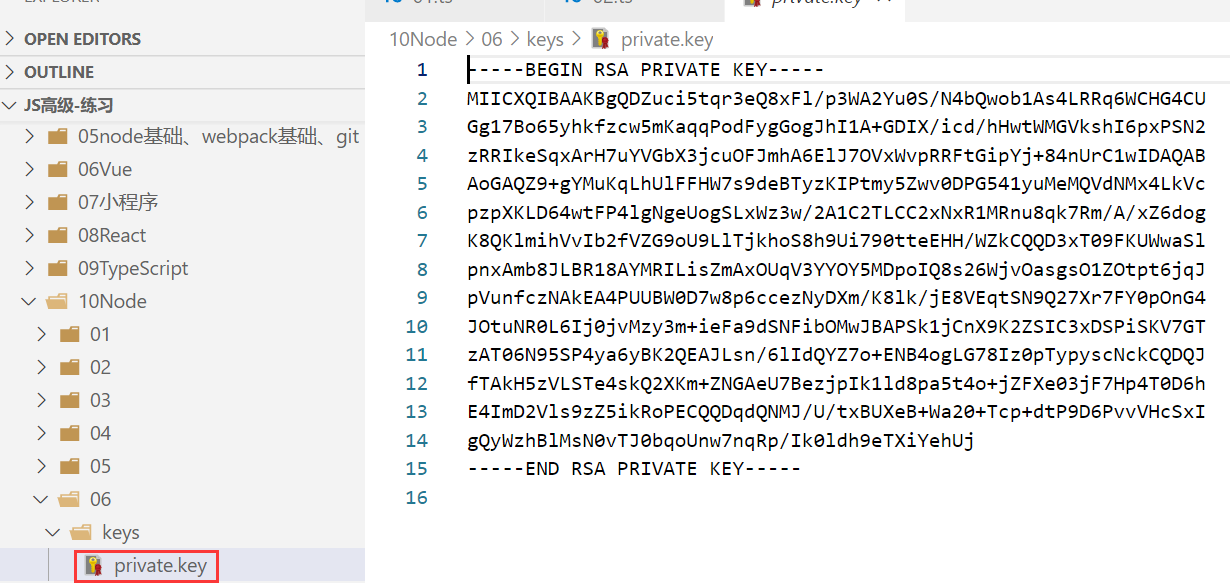 OPEN EDITORS
OUTLINE
JS高级-练习
05node基础、webpack基础、git
06Vue
07小程序
08React
09TypeScript
10Node
01
02
03
04
05
06
keys
private.key
private.key
10Node > 06 > keys > private.key
1 -----BEGIN RSA PRIVATE KEY-----
2 MIICXQIBAAKBgQDZuci5tqr3eQ8xFl/p3WA2Yu0S/N4bQwob1As4LRRq6WCHG4CU
3 Gg17Bo65yhkfzcw5mKaqqPodFygGogJhI1A+GDIX/icd/hHwtWMGVkshI6pxPSN2
4 zRRIkeSqxArH7uYVGbX3jcuOFJmhA6ElJ7OVxWvpRRFtGipYj+84nUrC1wIDAQAB
5 AoGAQZ9+gYMuKqLhUlFFHW7s9deBTyzKIPtmy5Zwv0DPG541yuMeMQVdNMx4LkVc
6 pzpXKLD64wtFP4lgNgeUogSLxWz3w/2A1C2TLCC2xNxR1MRnu8qk7Rm/A/xZ6dog
7 K8QKlmihVvIb2fVZG9oU9LlTjkhoS8h9Ui790tteEHH/WZkCQQD3xT09FKUWwaSl
8 pnxAmb8JLBR18AYMRILisZmAxOUqV3YYOY5MDpoIQ8s26WjvOasgsO1ZOtpt6jqJ
9 pVunfczNAkEA4PUUBW0D7w8p6ccezNyDXm/K8lk/jE8VEqtSN9Q27Xr7FY0pOnG4
10 JOtuNR0L6Ij0jvMzy3m+ieFa9dSNFibOMwJBAPSk1jCnX9K2ZSIC3xDSPiSKV7GT
11 zAT06N95SP4ya6yBK2QEAJLsn/6lIdQYZ7o+ENB4ogLG78Iz0pTypyscNckCQDQJ
12 fTAkH5zVLSTe4skQ2XKm+ZNGAeU7BezjpIk1ld8pa5t4o+jZFXe03jF7Hp4T0D6h
13 E4ImD2Vls9zZ5ikRoPECQQDqdQNMJ/U/txBUXeB+Wa20+Tcp+dtP9D6PvvVHcSxI
14 gQyWzhBlMsN0vTJ0bqoUnw7nqRp/Ik0ldh9eTXiYehUj
15 -----END RSA PRIVATE KEY-----
16